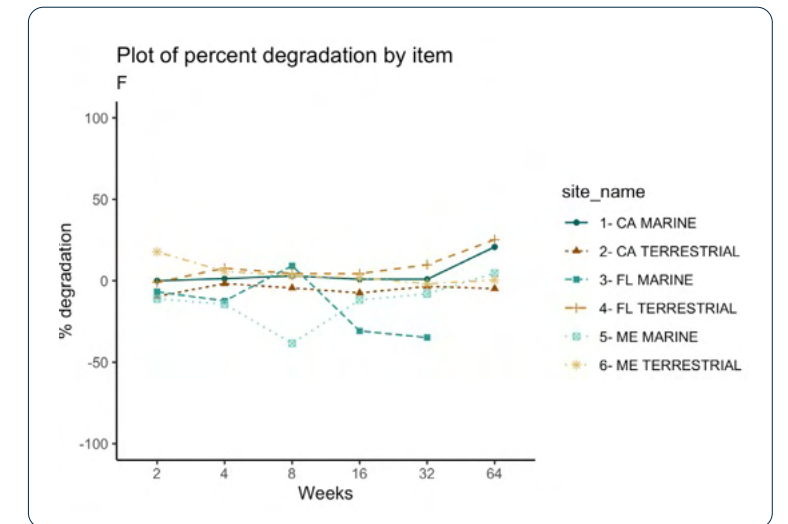 Plot of percent degradation by item
F
100
50
0
-50
-100
% degradation
2 4 8 16 32 64
Weeks
site_name
1- CA MARINE
2- CA TERRESTRIAL
3- FL MARINE
4- FL TERRESTRIAL
5- ME MARINE
6- ME TERRESTRIAL